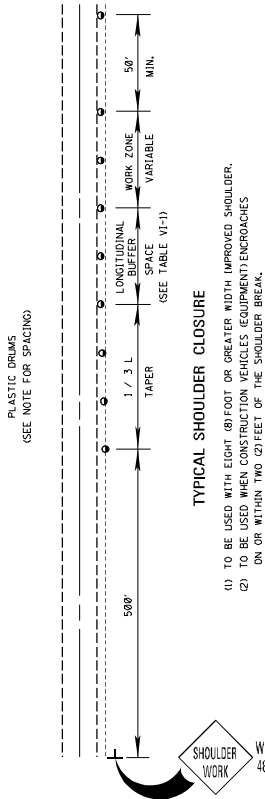 PLASTIC DRUMS
(SEE NOTE FOR SPACING)
50'
MIN.
WORK ZONE
VARIABLE
LONGITUDINAL
BUFFER
SPACE
(SEE TABLE VI-1)
1 / 3 L
TAPER
500'
TYPICAL SHOULDER CLOSURE
(1) TO BE USED WITH EIGHT (8) FOOT OR GREATER WIDTH IMPROVED SHOULDER.
(2) TO BE USED WHEN CONSTRUCTION VEHICLES (EQUIPMENT) ENCROACHES
ON OR WITHIN TWO (2) FEET OF THE SHOULDER BREAK.
SHOULDER
WORK
W
48